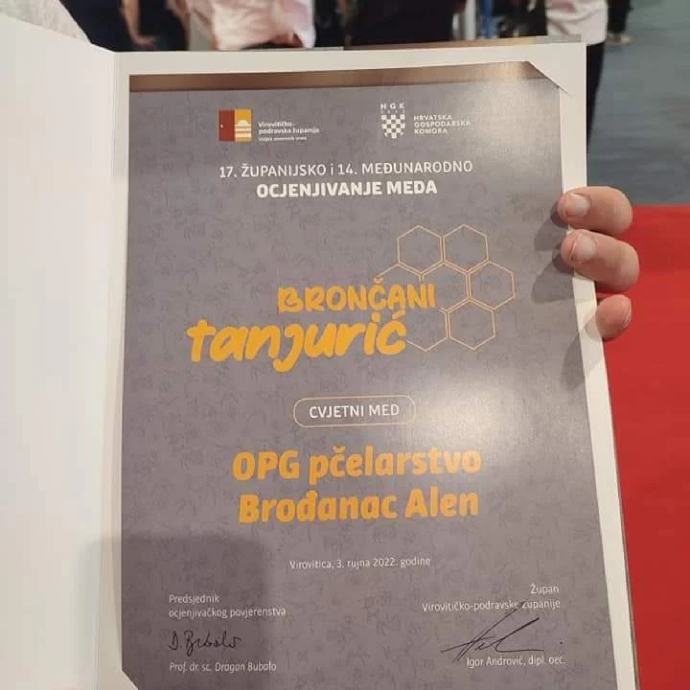 Virovitičko-
podravska županija
HGK
HRVATSKA
GOSPODARSKA
KOMORA
17. ŽUPANIJSKO i 14. MEĐUNARODNO
OCJENJIVANJE MEDA
BRONČANI
tanjurić
CVJETNI MED
OPG pčelarstvo
Brođanac Alen
Virovitica, 3. rujna 2022. godine
Predsjednik
ocjenjivačkog povjerenstva
D. Bubalo
Prof. dr. sc. Dragan Bubalo
Župan
Virovitičko-podravske županije
Igor Andrović, dipl. oec.